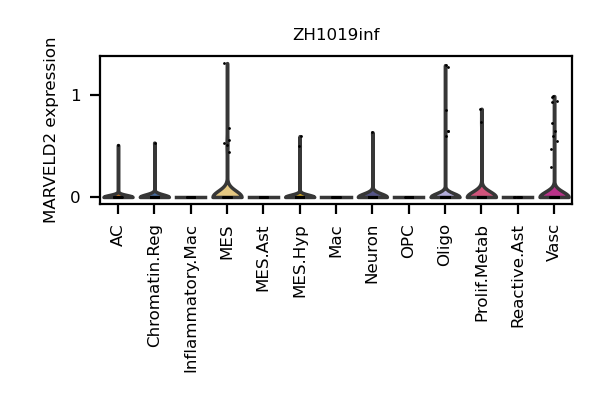 ZH1019inf
MARVELD2 expression
1
0
AC
Chromatin.Reg
Inflammatory.Mac
MES
MES.Ast
MES.Hyp
Mac
Neuron
OPC
Oligo
Prolif.Metab
Reactive.Ast
Vasc